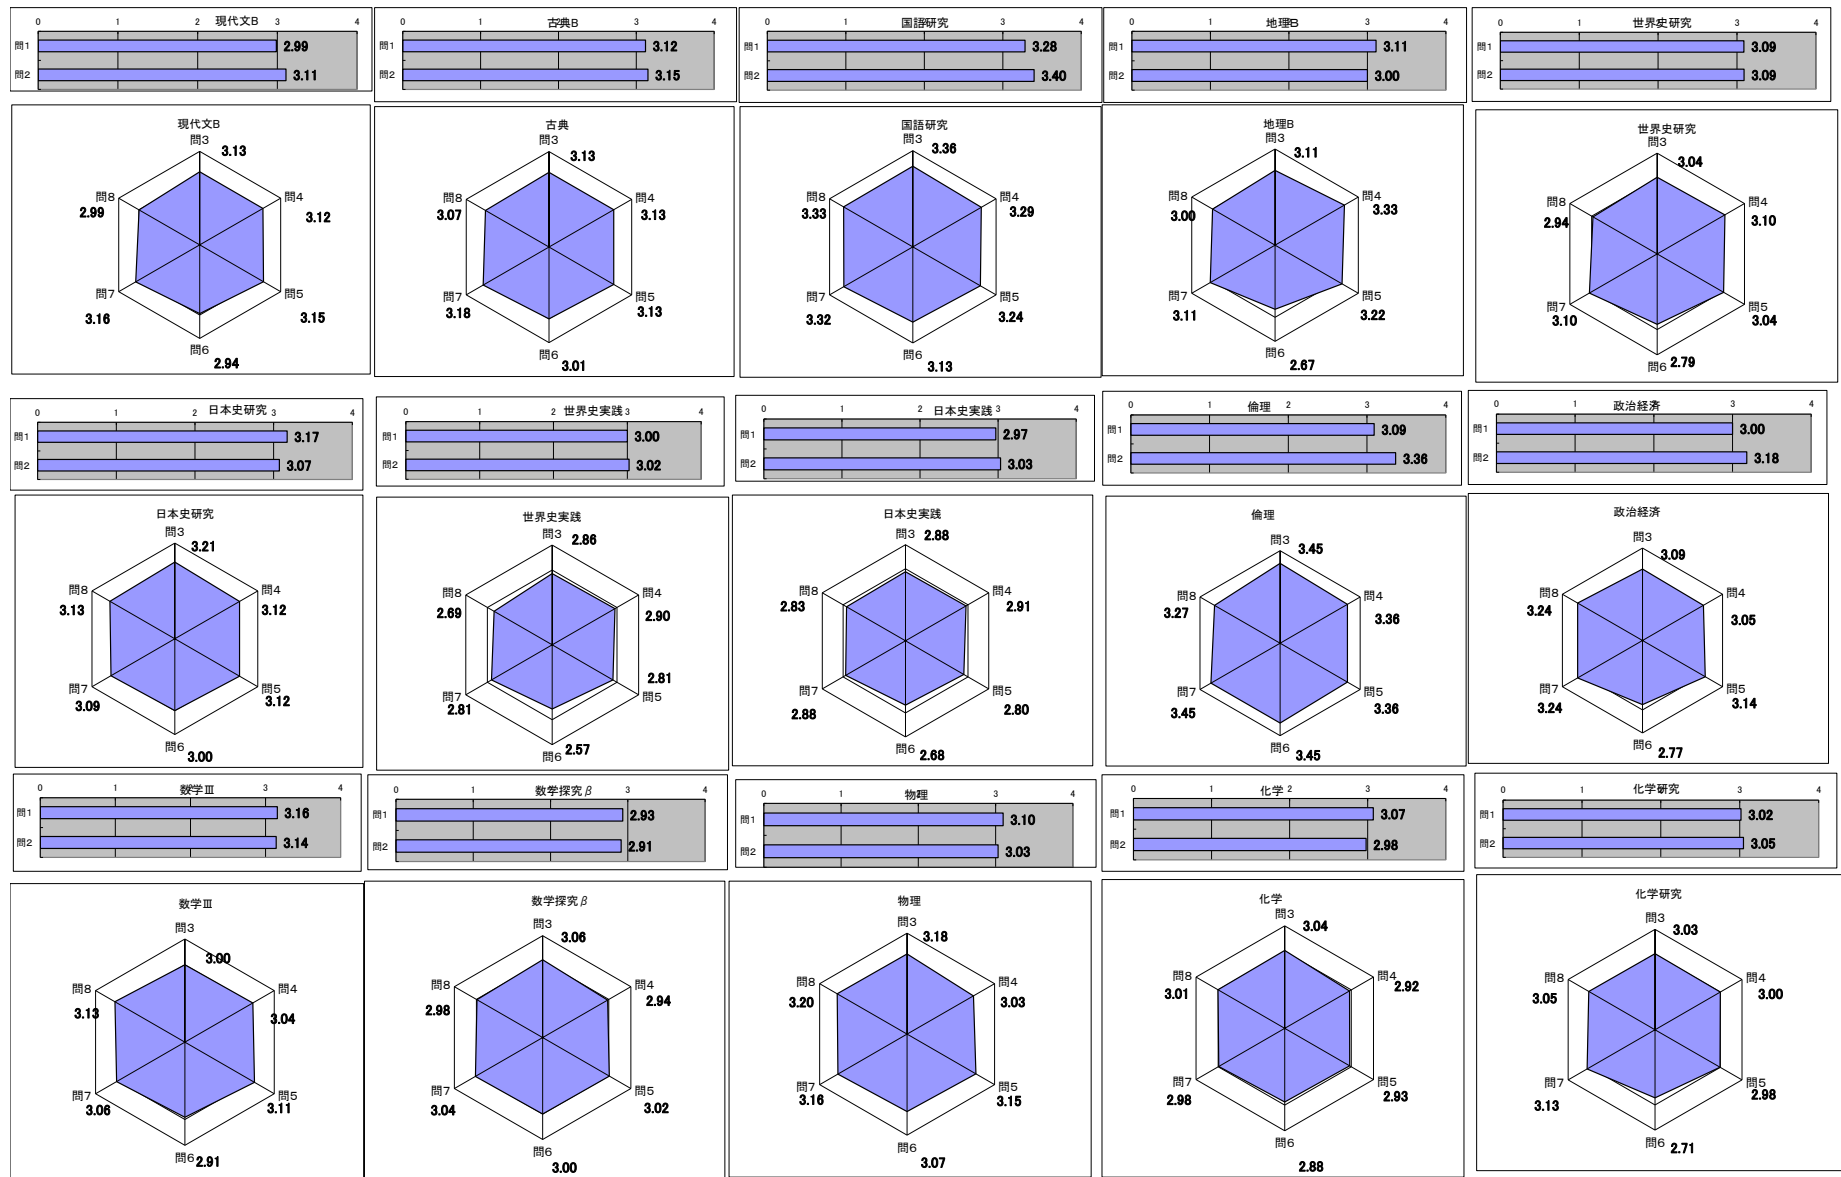 現代文B
0 1 2 3 4
問1 2.99
問2 3.11
古典B
0 1 2 3 4
問1 3.12
問2 3.15
国語研究
0 1 2 3 4
問1 3.28
問2 3.40
地理B
0 1 2 3 4
問1 3.11
問2 3.00
世界史研究
0 1 2 3 4
問1 3.09
問2 3.09
現代文B
問3 3.13
問4 3.12
問5 3.15
問6 2.94
問7 3.16
問8 2.99
古典
問3 3.13
問4 3.13
問5 3.13
問6 3.01
問7 3.18
問8 3.07
国語研究
問3 3.36
問4 3.29
問5 3.24
問6 3.13
問7 3.32
問8 3.33
地理B
問3 3.11
問4 3.33
問5 3.22
問6 2.67
問7 3.11
問8 3.00
世界史研究
問3 3.04
問4 3.10
問5 3.04
問6 2.79
問7 3.10
問8 2.94
日本史研究
0 1 2 3 4
問1 3.17
問2 3.07
世界史実践
0 1 2 3 4
問1 3.00
問2 3.02
日本史実践
0 1 2 3 4
問1 2.97
問2 3.03
倫理
0 1 2 3 4
問1 3.09
問2 3.36
政治経済
0 1 2 3 4
問1 3.00
問2 3.18
日本史研究
問3 3.21
問4 3.12
問5 3.12
問6 3.00
問7 3.09
問8 3.13
世界史実践
問3 2.86
問4 2.90
問5 2.81
問6 2.57
問7 2.81
問8 2.69
日本史実践
問3 2.88
問4 2.91
問5 2.80
問6 2.68
問7 2.88
問8 2.83
倫理
問3 3.45
問4 3.36
問5 3.36
問6 3.45
問7 3.45
問8 3.27
政治経済
問3 3.09
問4 3.05
問5 3.14
問6 2.77
問7 3.24
問8 3.24
数学Ⅲ
0 1 2 3 4
問1 3.16
問2 3.14
数学探究β
0 1 2 3 4
問1 2.93
問2 2.91
物理
0 1 2 3 4
問1 3.10
問2 3.03
化学
0 1 2 3 4
問1 3.07
問2 2.98
化学研究
0 1 2 3 4
問1 3.02
問2 3.05
数学Ⅲ
問3 3.00
問4 3.04
問5 3.11
問6 2.91
問7 3.06
問8 3.13
数学探究β
問3 3.06
問4 2.94
問5 3.02
問6 3.00
問7 3.04
問8 2.98
物理
問3 3.18
問4 3.03
問5 3.15
問6 3.07
問7 3.16
問8 3.20
化学
問3 3.04
問4 2.92
問5 2.93
問6 2.88
問7 2.98
問8 3.01
化学研究
問3 3.03
問4 3.00
問5 2.98
問6 2.71
問7 3.13
問8 3.05